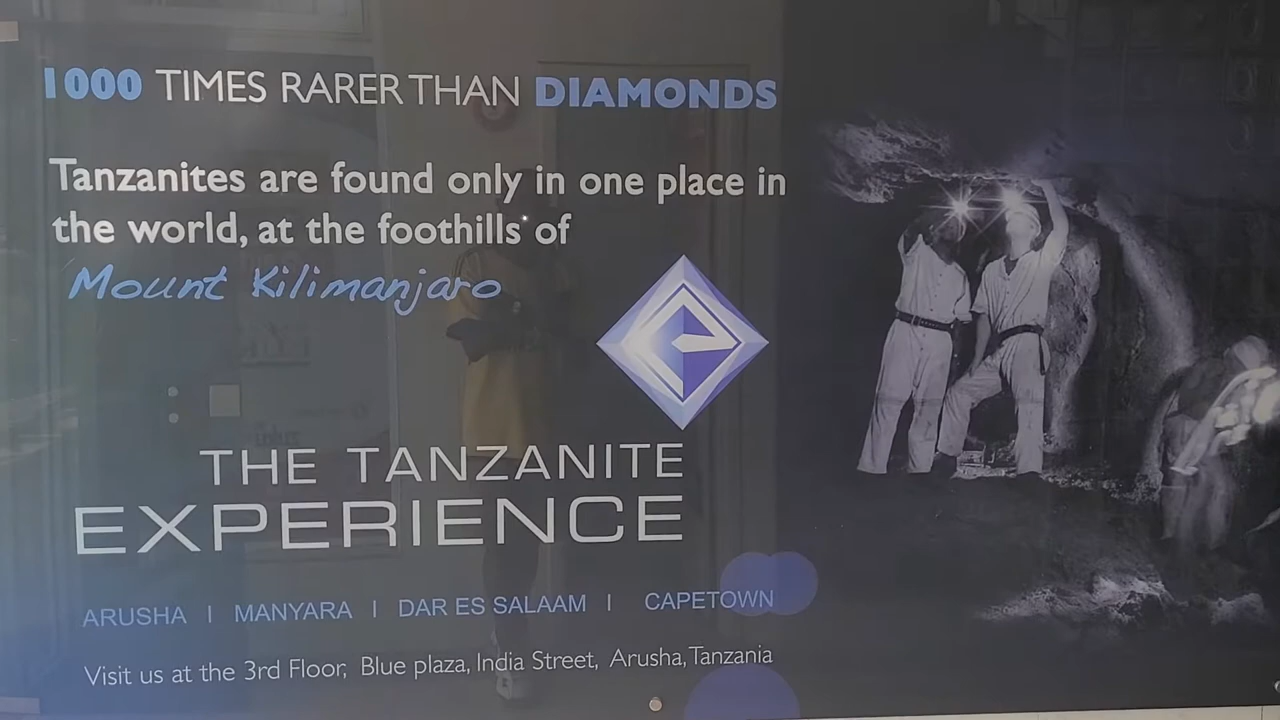 1000 TIMES RARER THAN DIAMONDS
Tanzanites are found only in one place in
the world, at the foothills of
Mount Kilimanjaro
THE TANZANITE
EXPERIENCE
ARUSHA | MANYARA | DAR ES SALAAM | CAPETOWN
Visit us at the 3rd Floor, Blue plaza, India Street, Arusha, Tanzania